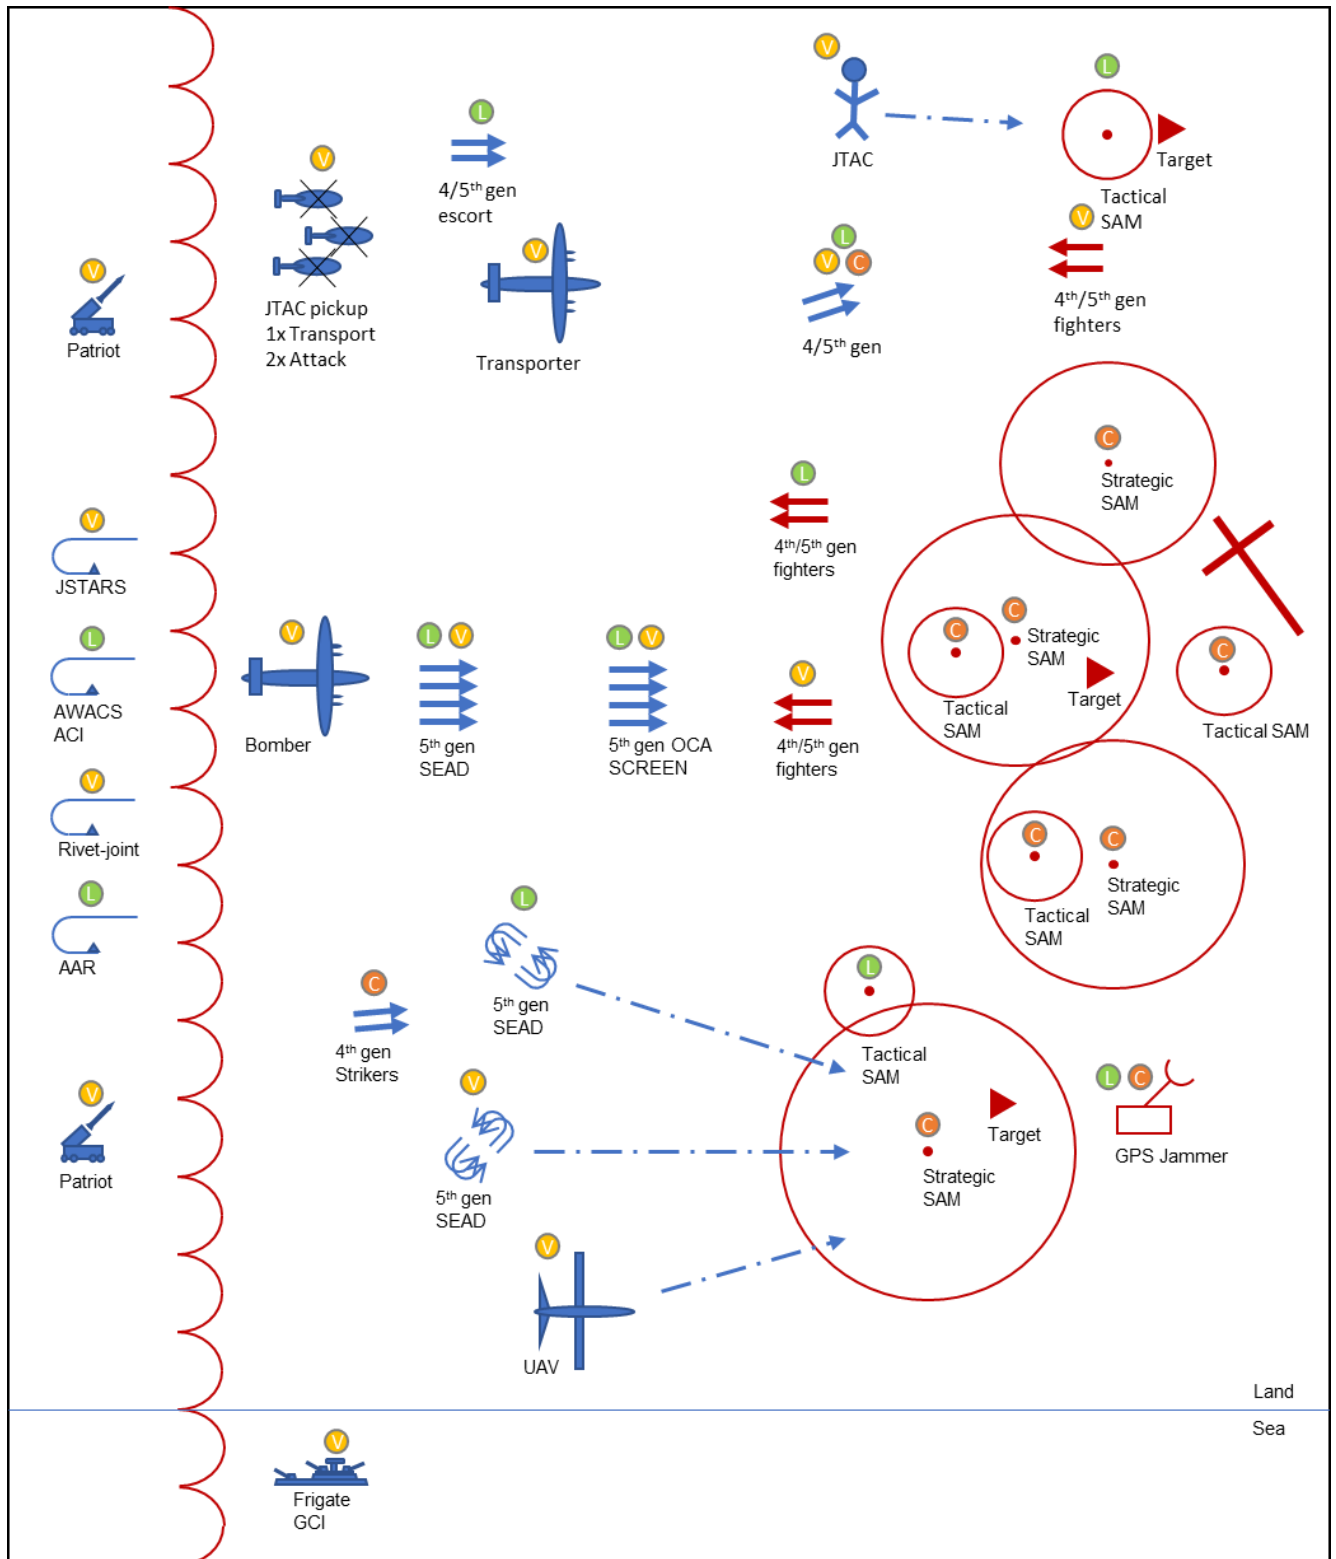 V
JTAC
L
Target
Tactical
SAM
L
4/5th gen
escort
V
JTAC pickup
1x Transport
2x Attack
V
Transporter
L
V C
4/5th gen
V
4th/5th gen
fighters
V
Patriot
C
Strategic
SAM
L
4th/5th gen
fighters
V
JSTARS
L
AWACS
ACI
V
Rivet-joint
L
AAR
V
Bomber
L V
5th gen
SEAD
L V
5th gen OCA
SCREEN
V
4th/5th gen
fighters
C
Tactical
SAM
C
Strategic
SAM
Target
C
Tactical SAM
C
Tactical
SAM
C
Strategic
SAM
L
5th gen
SEAD
C
4th gen
Strikers
V
5th gen
SEAD
L
Tactical
SAM
C
Strategic
SAM
Target
L C
GPS Jammer
V
Patriot
V
UAV
Land
Sea
V
Frigate
GCI